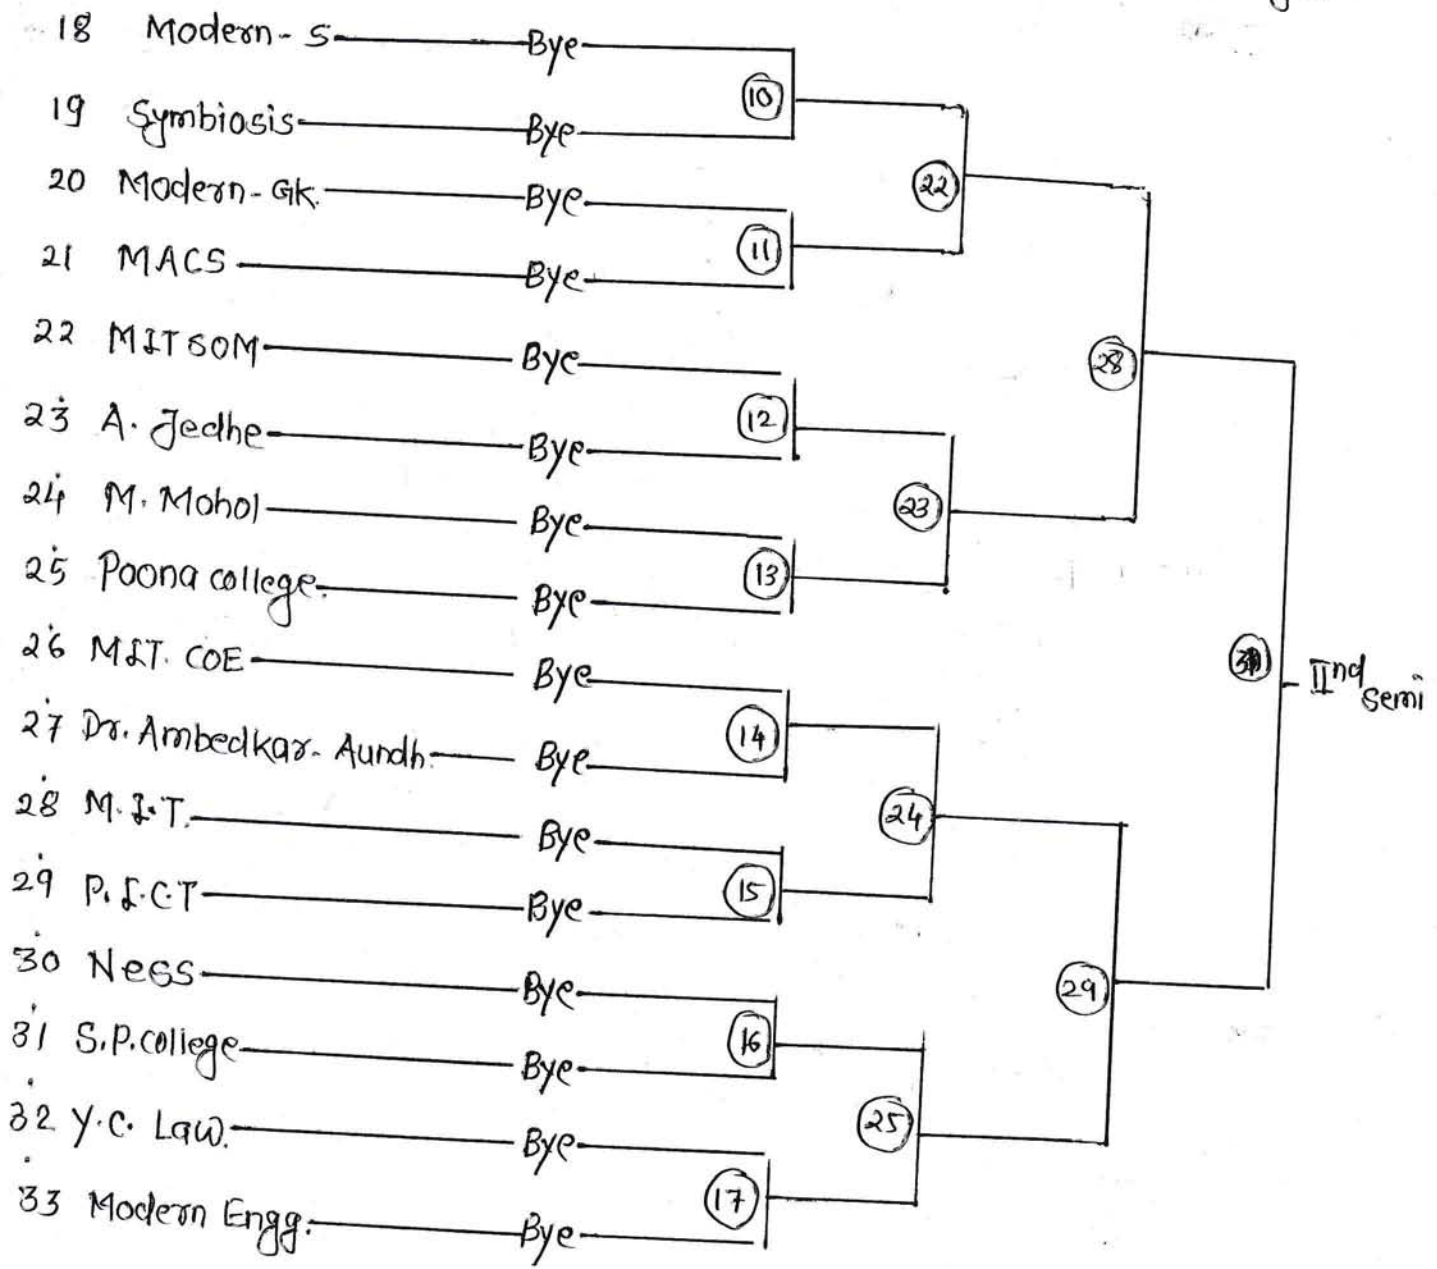 18 Modern - S Bye
10
19 Symbiosis Bye
22
20 Modern - GK. Bye
11
21 MACS Bye
22 MITSOM Bye
28
12
23 A. Jedhe Bye
23
24 M. Mohol Bye
13
25 Poona college. Bye
26 MIT. COE Bye
IInd semi
14
27 Dr. Ambedkar - Aundh. Bye
24
28 M.I.T. Bye
15
29 P.I.C.T Bye
29
30 Ness Bye
16
31 S.P. college Bye
25
32 Y.C. Law. Bye
17
33 Modern Engg. Bye